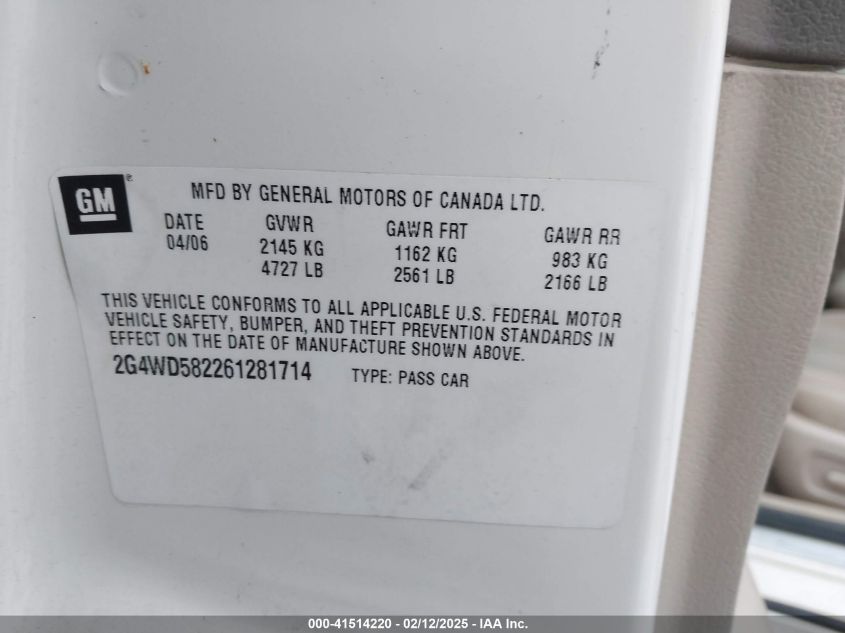 GM ®
MFD BY GENERAL MOTORS OF CANADA LTD.
DATE GVWR GAWR FRT GAWR RR
04/06 2145 KG 1162 KG 983 KG
4727 LB 2561 LB 2166 LB
THIS VEHICLE CONFORMS TO ALL APPLICABLE U.S. FEDERAL MOTOR
VEHICLE SAFETY, BUMPER, AND THEFT PREVENTION STANDARDS IN
EFFECT ON THE DATE OF MANUFACTURE SHOWN ABOVE.
2G4WD582261281714 TYPE: PASS CAR
000-41514220 - 02/12/2025 - IAA Inc.